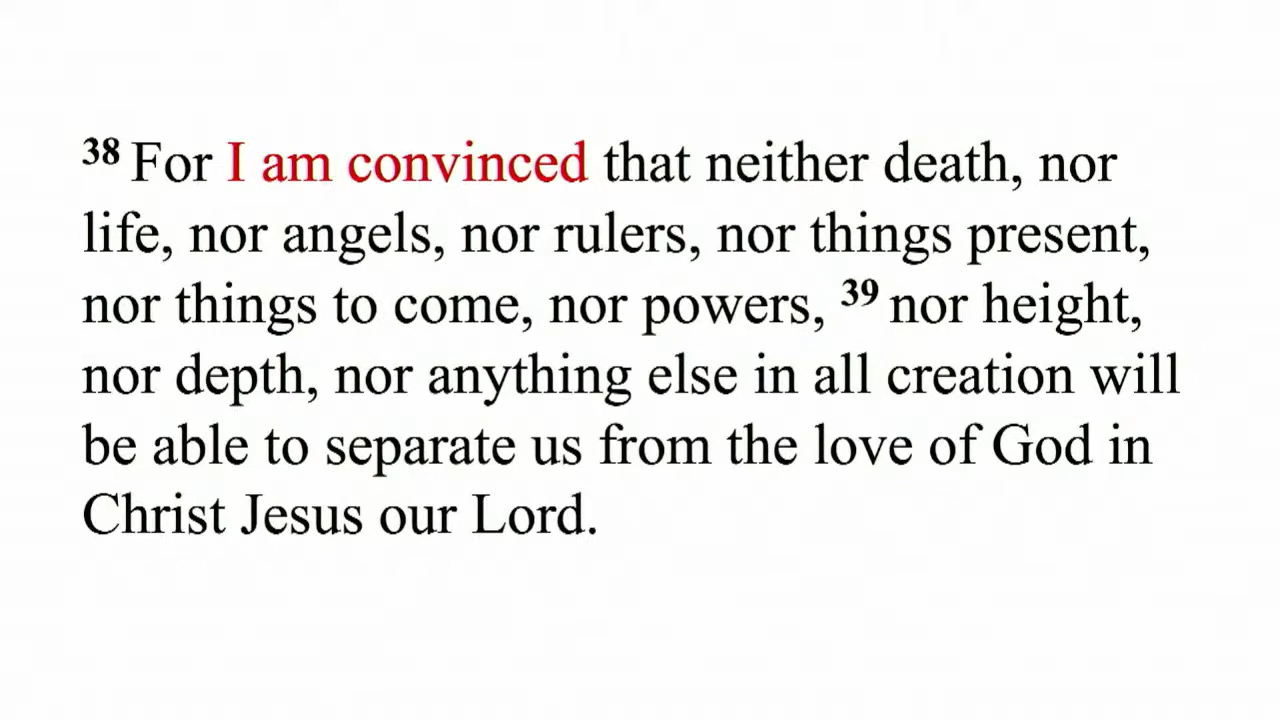 38 For I am convinced that neither death, nor
life, nor angels, nor rulers, nor things present,
nor things to come, nor powers, 39 nor height,
nor depth, nor anything else in all creation will
be able to separate us from the love of God in
Christ Jesus our Lord.